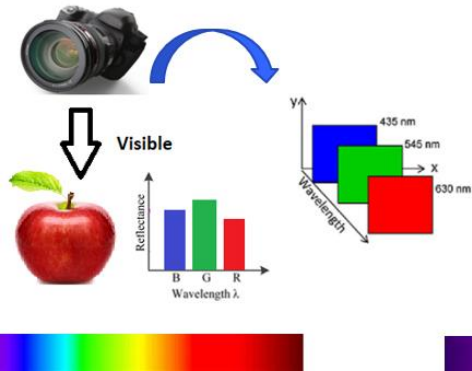 Visible
y
435 nm
545 nm
x
630 nm
Wavelength
Reflectance
B G R
Wavelength λ